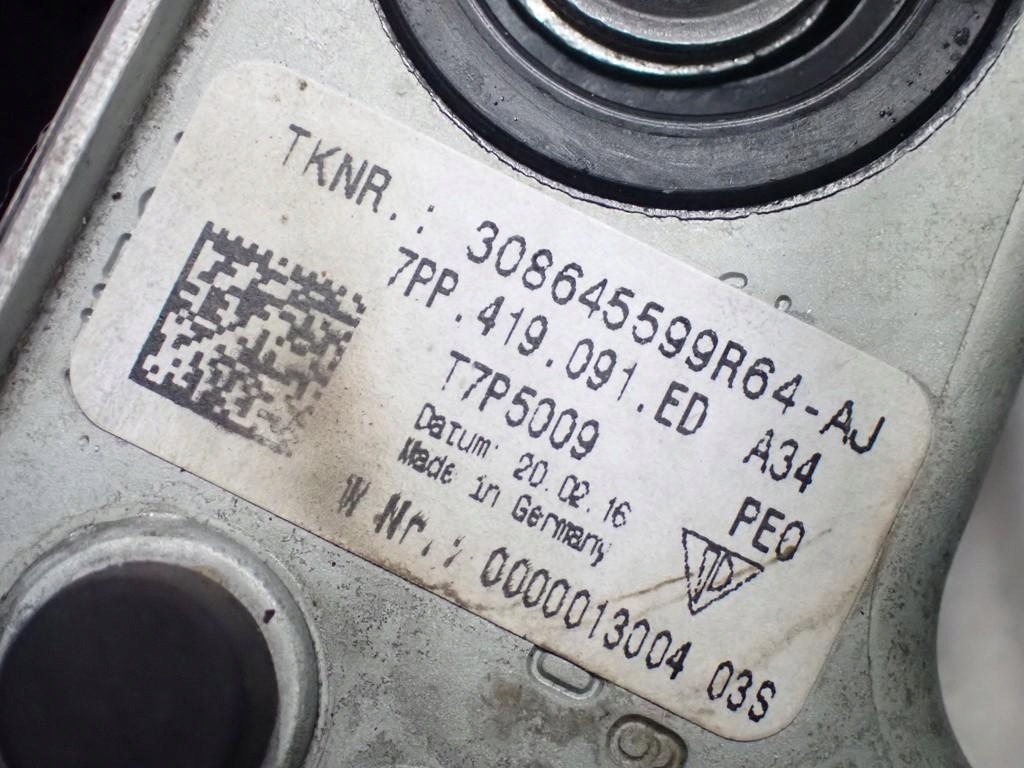 TKNR. : 308645599R64-AJ
7PP.419.091.ED A34
T7P5009 PEO
Datum: 20.02.16
Made in Germany
W Nr.: 0000013004 03S